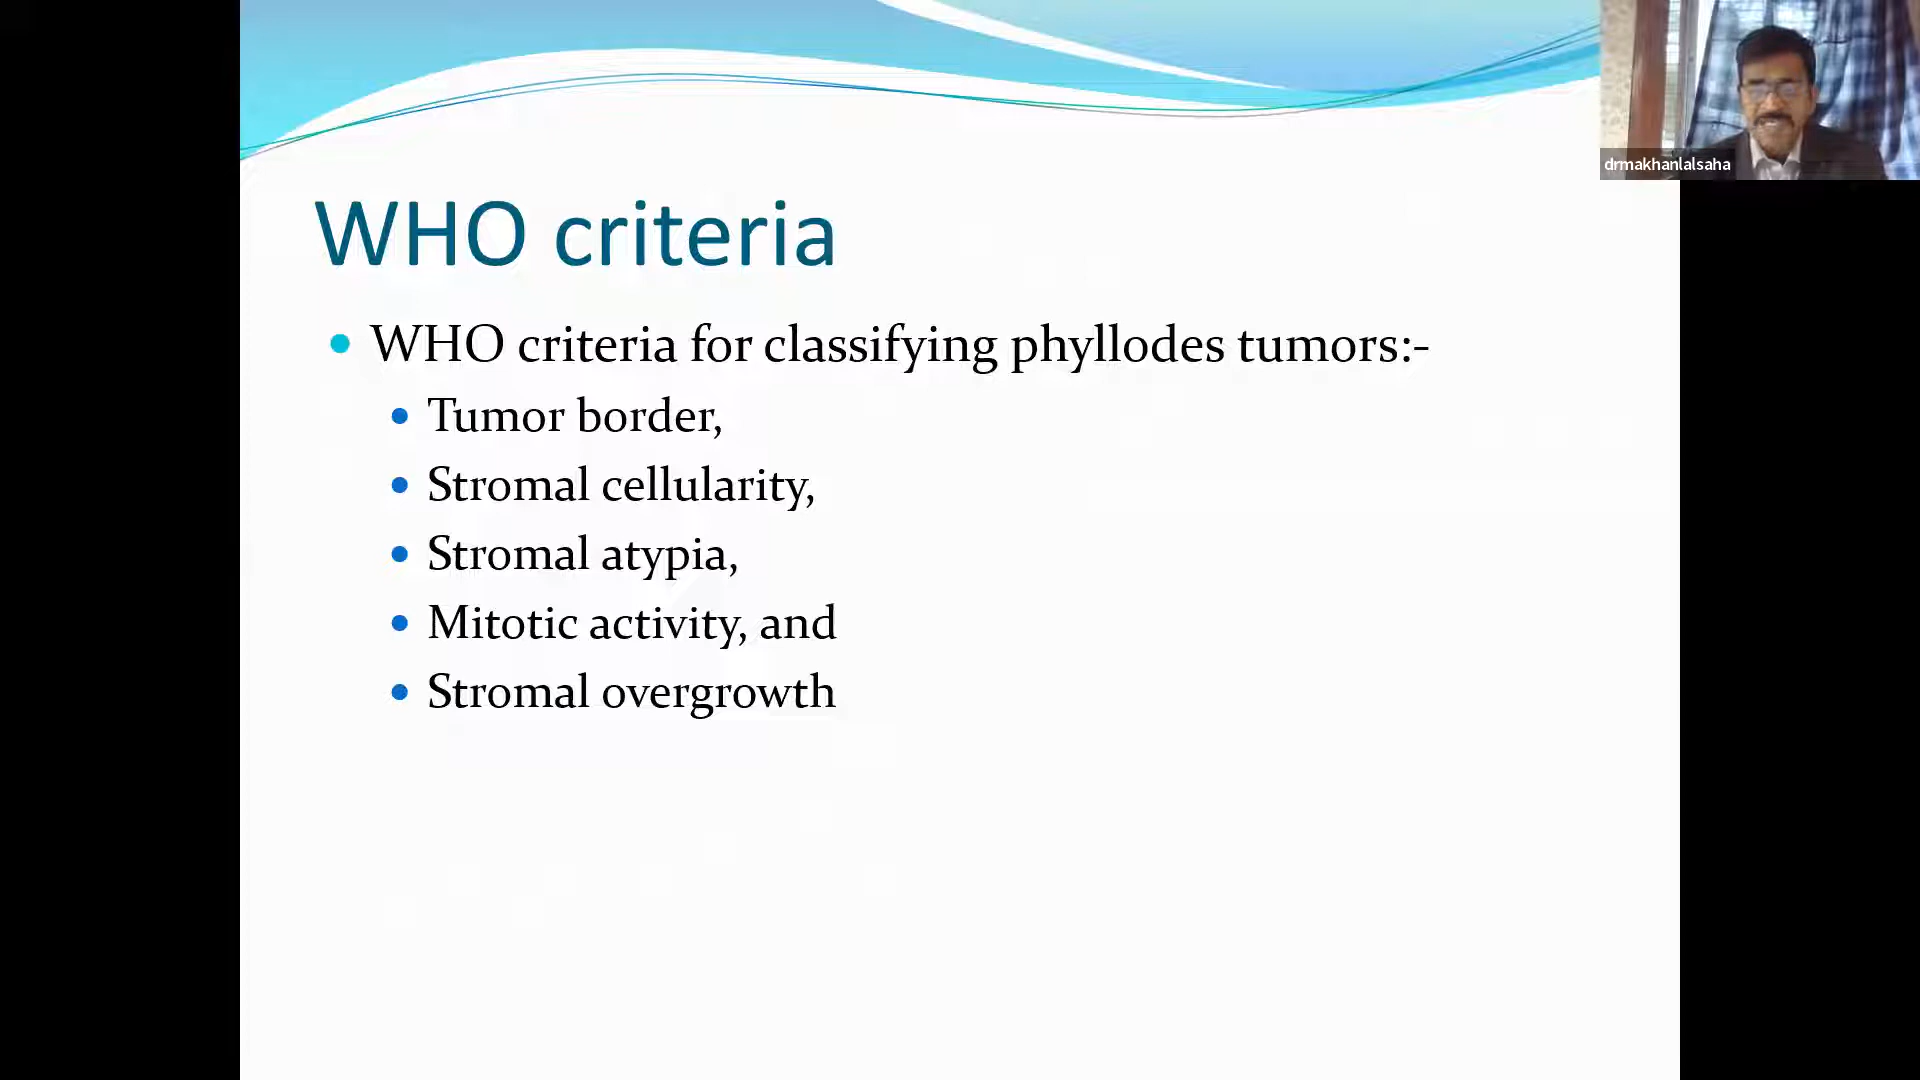 drmakhanlalsaha
WHO criteria
WHO criteria for classifying phyllodes tumors:-
Tumor border,
Stromal cellularity,
Stromal atypia,
Mitotic activity, and
Stromal overgrowth